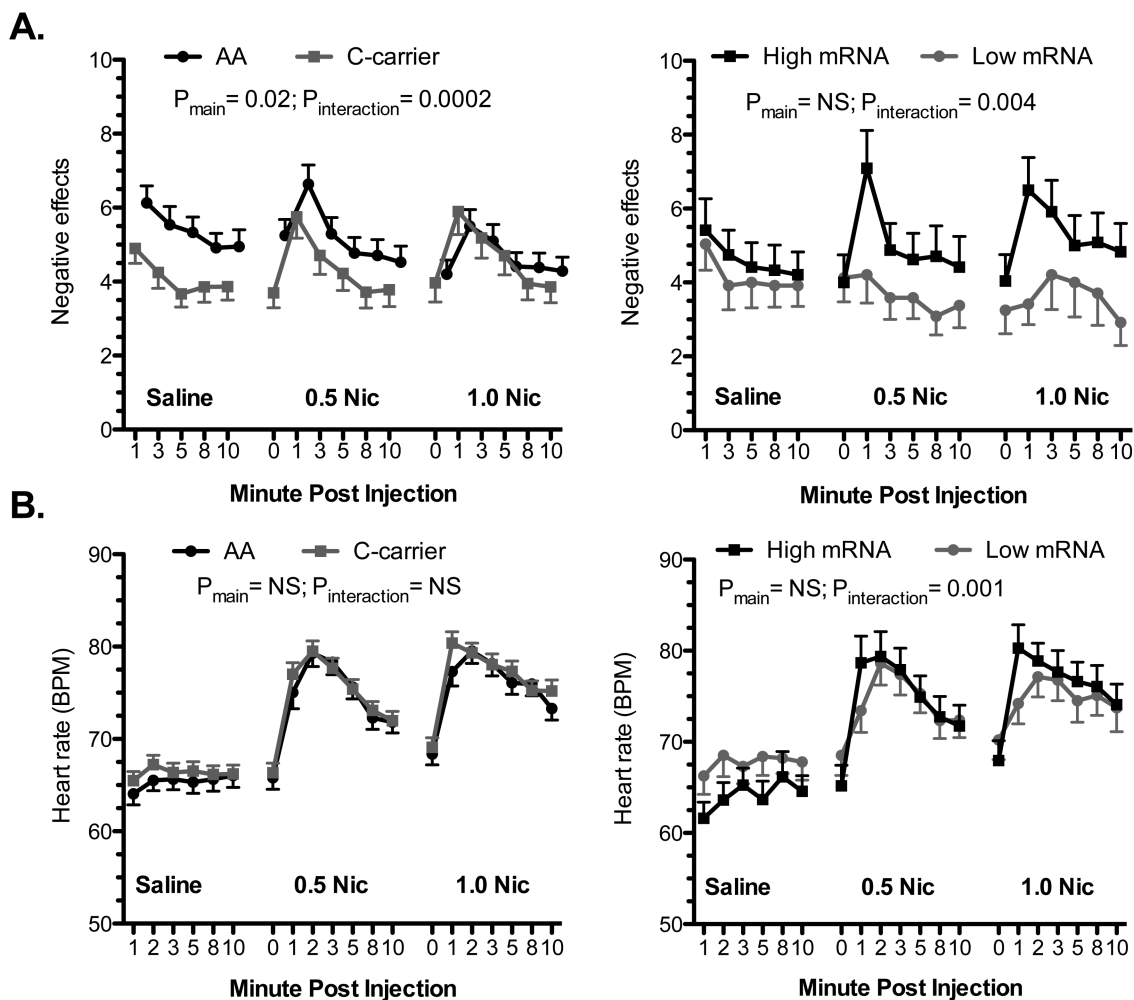 A.
AA C-carrier
P main = 0.02; P interaction = 0.0002
Negative effects
10
8
6
4
2
0
Saline 0.5 Nic 1.0 Nic
1 3 5 8 10 0 1 3 5 8 10 0 1 3 5 8 10
Minute Post Injection
High mRNA Low mRNA
P main = NS; P interaction = 0.004
Negative effects
10
8
6
4
2
0
Saline 0.5 Nic 1.0 Nic
1 3 5 8 10 0 1 3 5 8 10 0 1 3 5 8 10
Minute Post Injection
B.
AA C-carrier
P main = NS; P interaction = NS
Heart rate (BPM)
90
80
70
60
50
Saline 0.5 Nic 1.0 Nic
1 2 3 5 8 10 0 1 2 3 5 8 10 0 1 2 3 5 8 10
Minute Post Injection
High mRNA Low mRNA
P main = NS; P interaction = 0.001
Heart rate (BPM)
90
80
70
60
50
Saline 0.5 Nic 1.0 Nic
1 2 3 5 8 10 0 1 2 3 5 8 10 0 1 2 3 5 8 10
Minute Post Injection